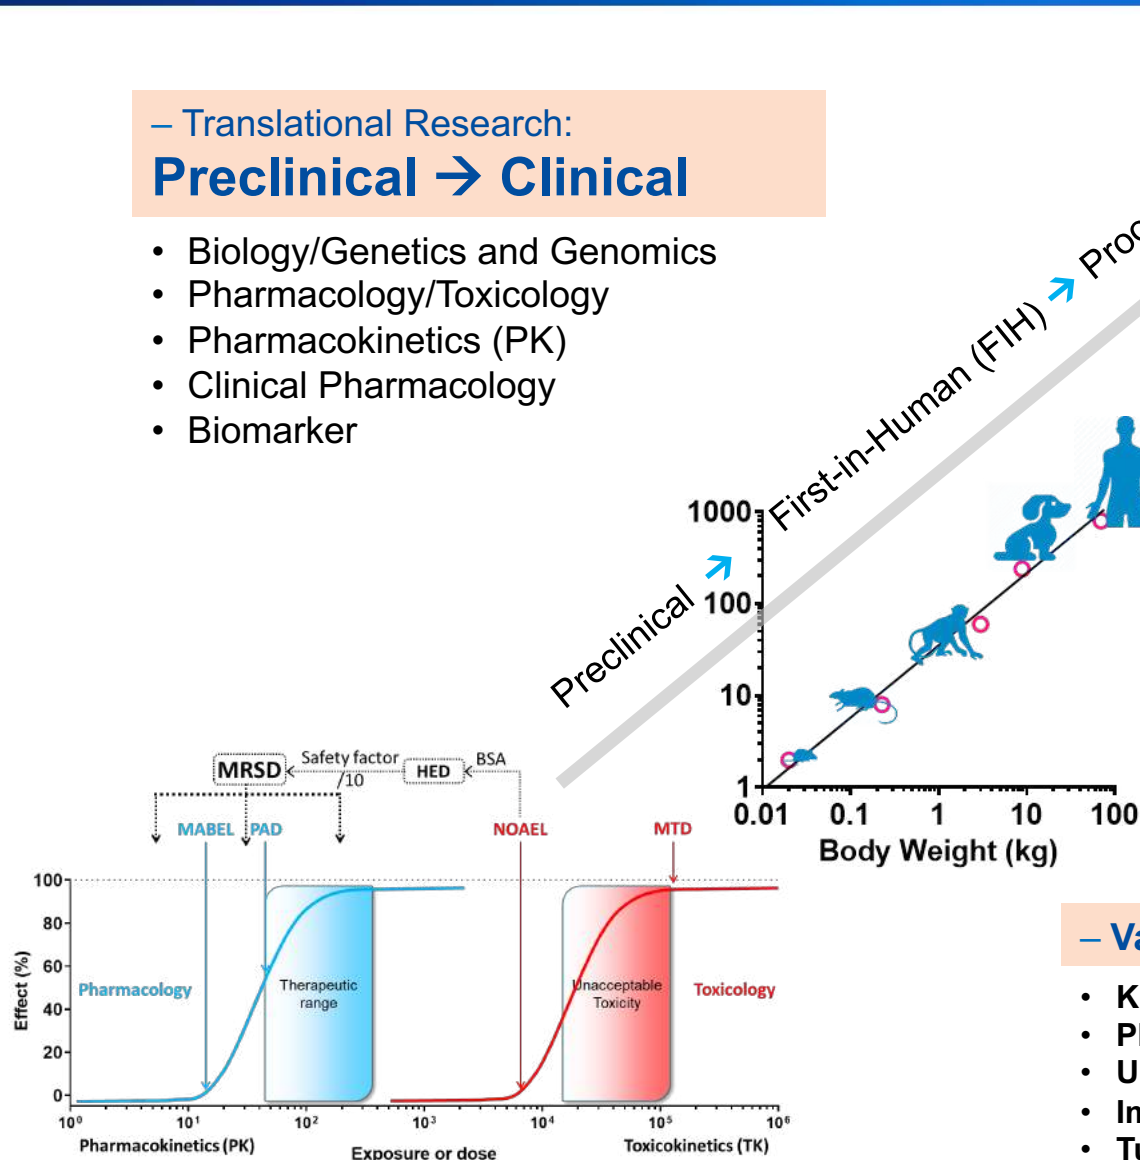 – Translational Research:
Preclinical → Clinical
• Biology/Genetics and Genomics
• Pharmacology/Toxicology
• Pharmacokinetics (PK)
• Clinical Pharmacology
• Biomarker
Preclinical → First-in-Human (FIH) →
1000
100
10
1
0.01 0.1 1 10 100
Body Weight (kg)
MRSD
Safety factor
/10
HED
BSA
MABEL PAD
NOAEL
MTD
100
80
60
40
20
0
Effect (%)
Pharmacology
Therapeutic
range
Unacceptable
Toxicity
Toxicology
10⁰ 10¹ 10² 10³ 10⁴ 10⁵ 10⁶
Pharmacokinetics (PK)
Exposure or dose
Toxicokinetics (TK)